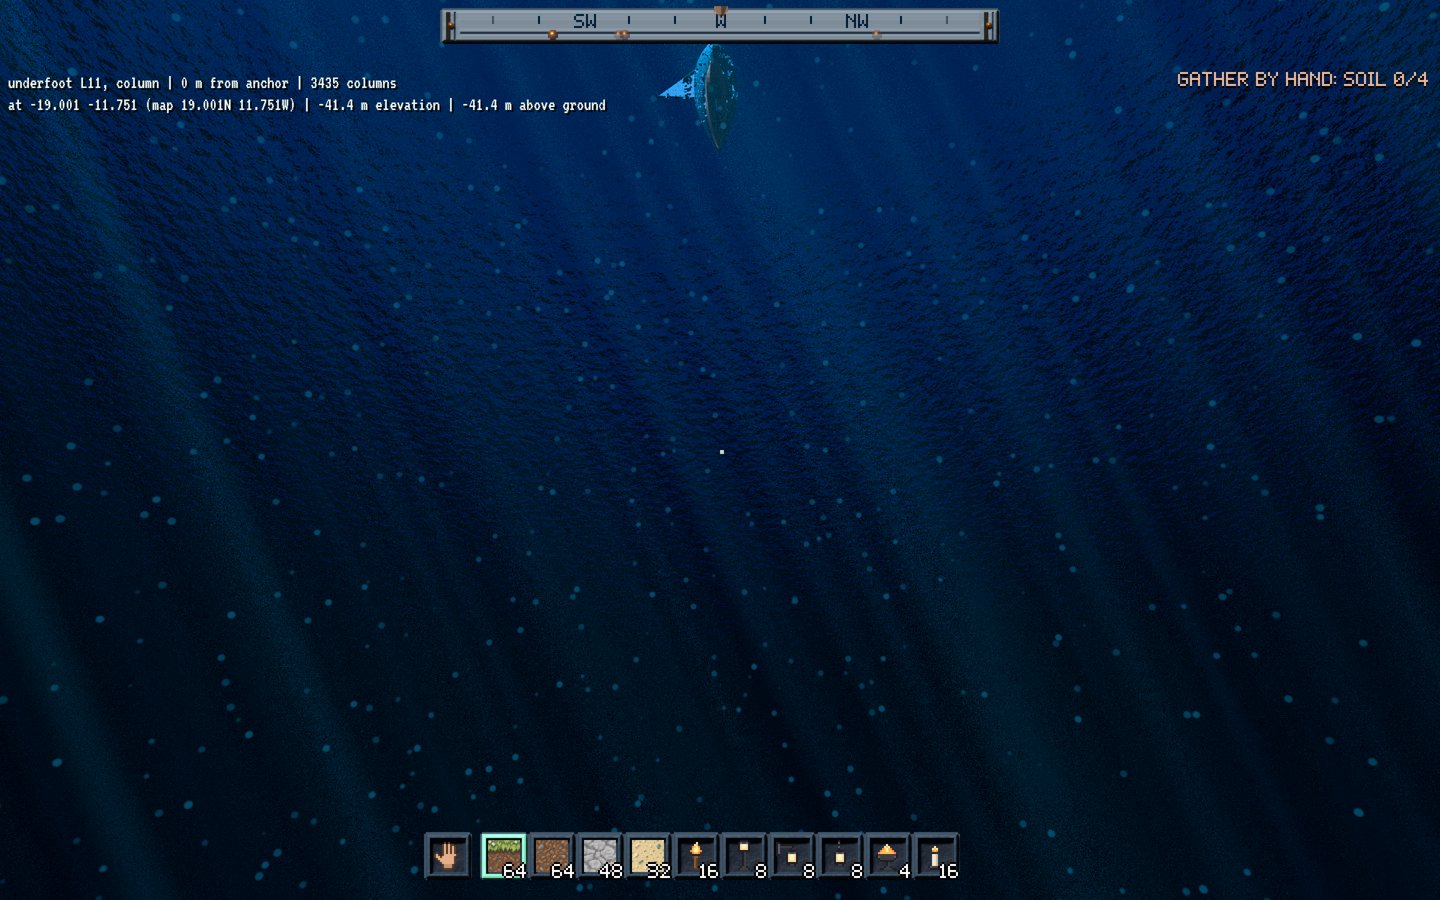 SW W NW
underfoot L11, column | 0 m from anchor | 3435 columns
at -19.001 -11.751 (map 19.001N 11.751W) | -41.4 m elevation | -41.4 m above ground
GATHER BY HAND: SOIL 0/4
64 64 48 32 16 8 8 8 4 16